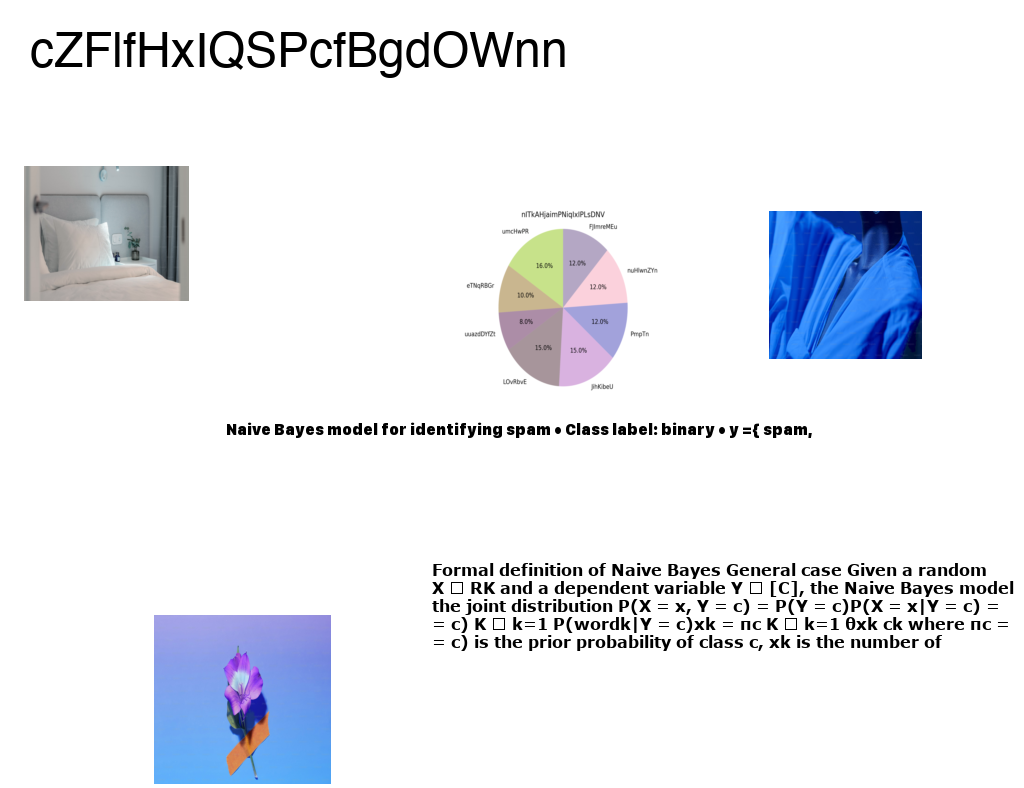 cZFlfHxIQSPcfBgdOWnn
nlTkAHjaimPNiqlxlPLsDNV
umcHwPR
FJImreMEu
16.0%
12.0%
nuHlwnZYn
eTNqRBGr
10.0%
12.0%
uuazdDYfZt
8.0%
12.0%
PmpTn
15.0%
15.0%
LOvRbvE
JihKibeU
Naive Bayes model for identifying spam • Class label: binary • y ={ spam,
Formal definition of Naive Bayes General case Given a random
X □ RK and a dependent variable Y □ [C], the Naive Bayes model
the joint distribution P(X = x, Y = c) = P(Y = c)P(X = x|Y = c) =
= c) K □ k=1 P(wordk|Y = c)xk = πc K □ k=1 θxk ck where πc =
= c) is the prior probability of class c, xk is the number of